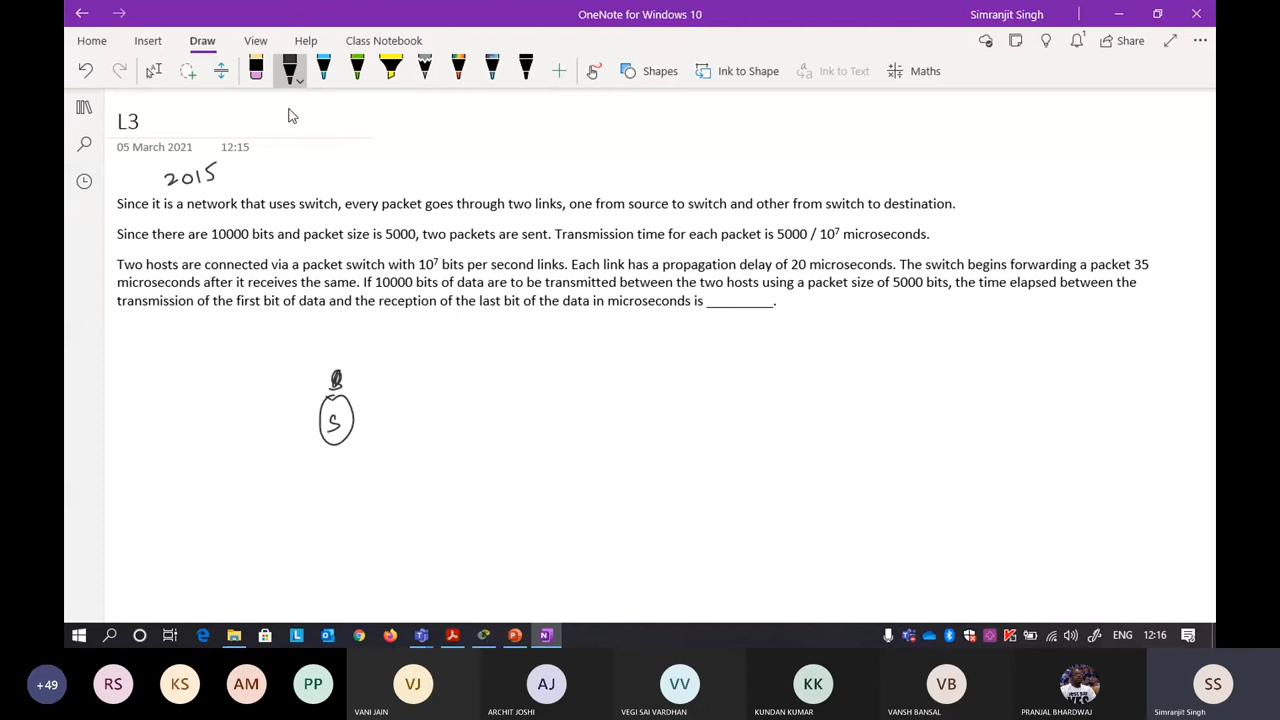 OneNote for Windows 10
Simranjit Singh
Home Insert Draw View Help Class Notebook
Share
Shapes Ink to Shape Ink to Text Maths
L3
05 March 2021 12:15
2015
Since it is a network that uses switch, every packet goes through two links, one from source to switch and other from switch to destination.
Since there are 10000 bits and packet size is 5000, two packets are sent. Transmission time for each packet is 5000 / 10⁷ microseconds.
Two hosts are connected via a packet switch with 10⁷ bits per second links. Each link has a propagation delay of 20 microseconds. The switch begins forwarding a packet 35
microseconds after it receives the same. If 10000 bits of data are to be transmitted between the two hosts using a packet size of 5000 bits, the time elapsed between the
transmission of the first bit of data and the reception of the last bit of the data in microseconds is _________.
S
ENG 12:16
+49 RS KS AM PP VJ AJ VV KK VB SS
VANI JAIN ARCHIT JOSHI VEGI SAI VARDHAN KUNDAN KUMAR VANSH BANSAL PRANJAL BHARDWAJ Simranjit Singh